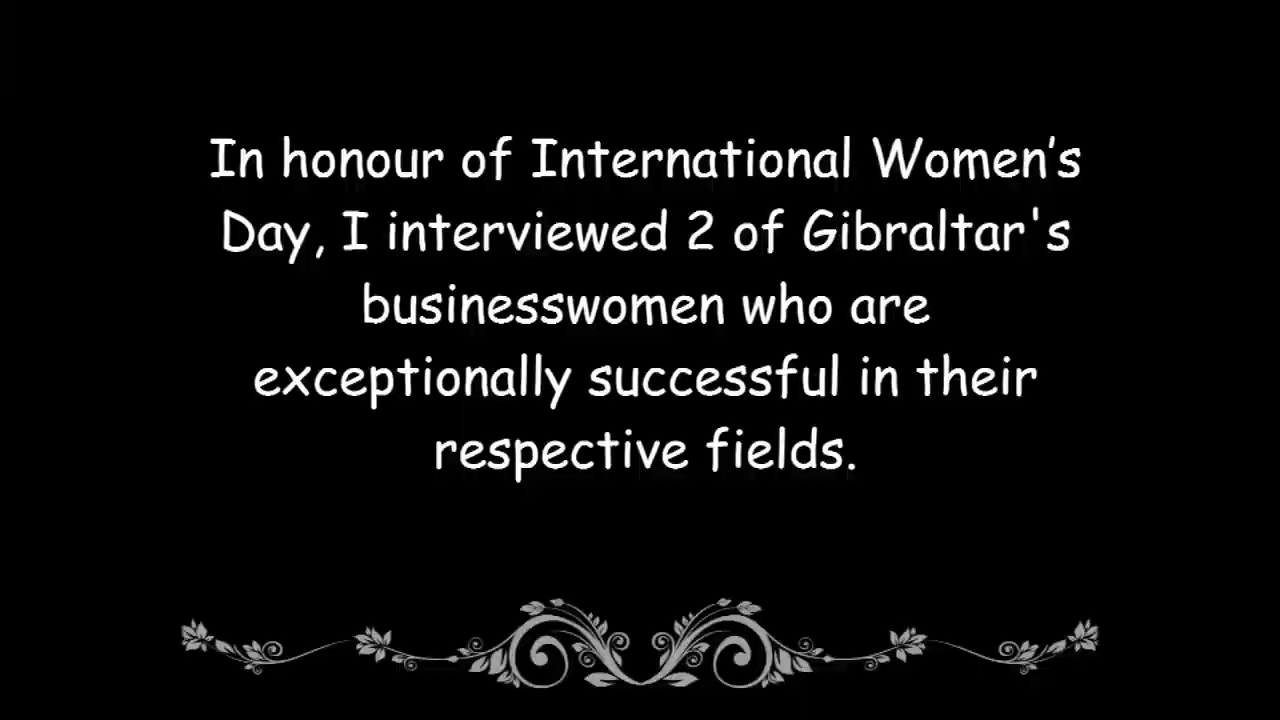 In honour of International Women’s
Day, I interviewed 2 of Gibraltar's
businesswomen who are
exceptionally successful in their
respective fields.